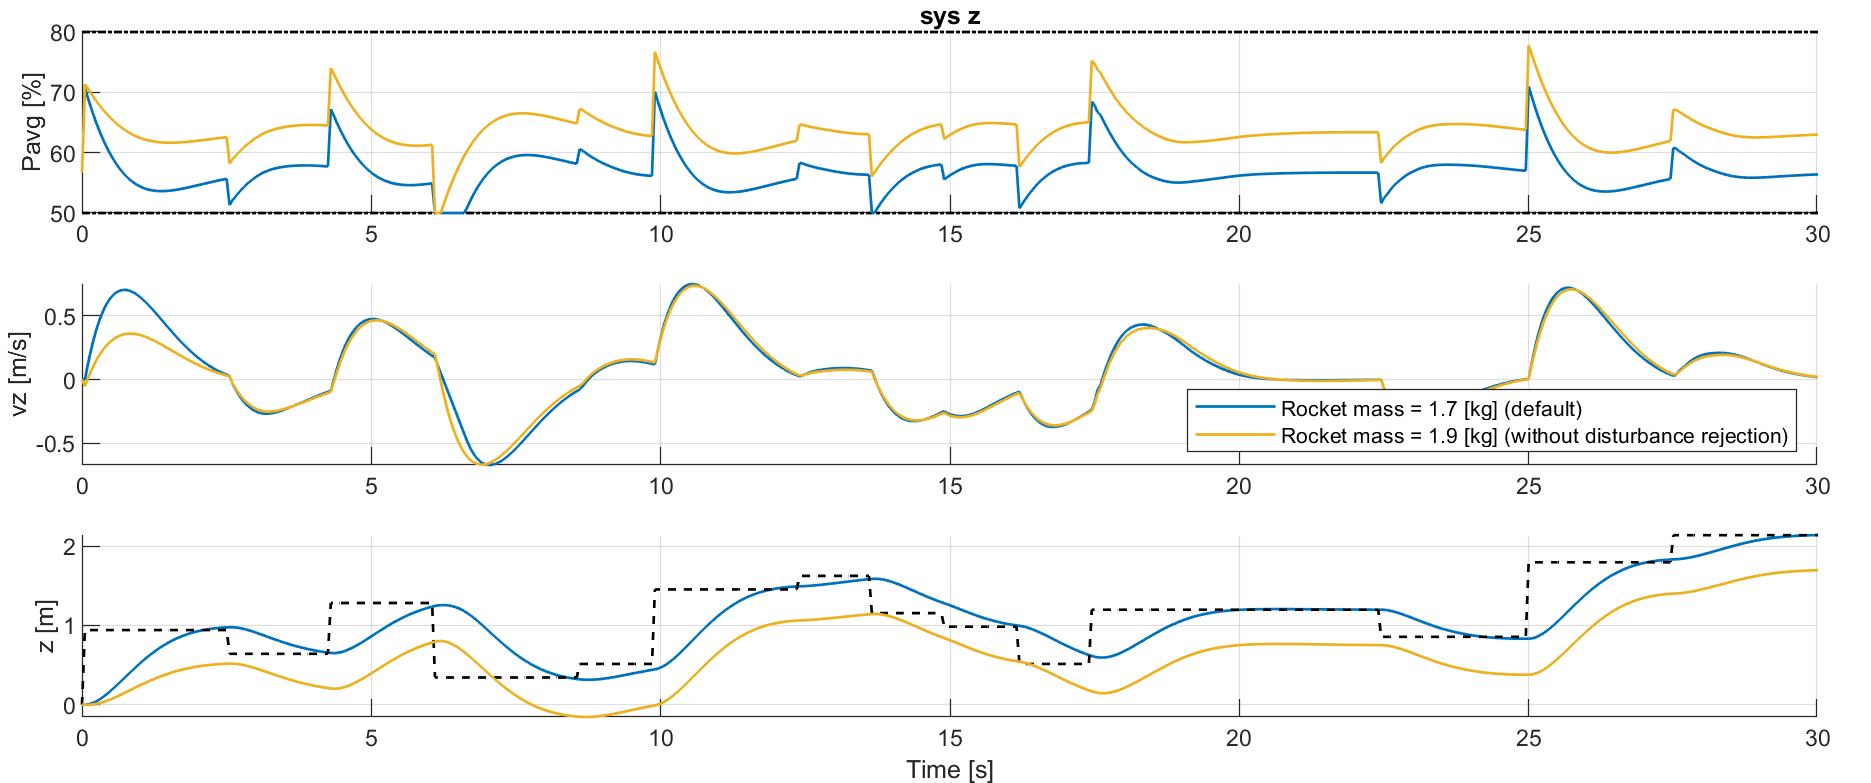 sys z
Pavg [%]
80
70
60
50
0 5 10 15 20 25 30
vz [m/s]
0.5
0
-0.5
Rocket mass = 1.7 [kg] (default)
Rocket mass = 1.9 [kg] (without disturbance rejection)
0 5 10 15 20 25 30
z [m]
2
1
0
0 5 10 15 20 25 30
Time [s]